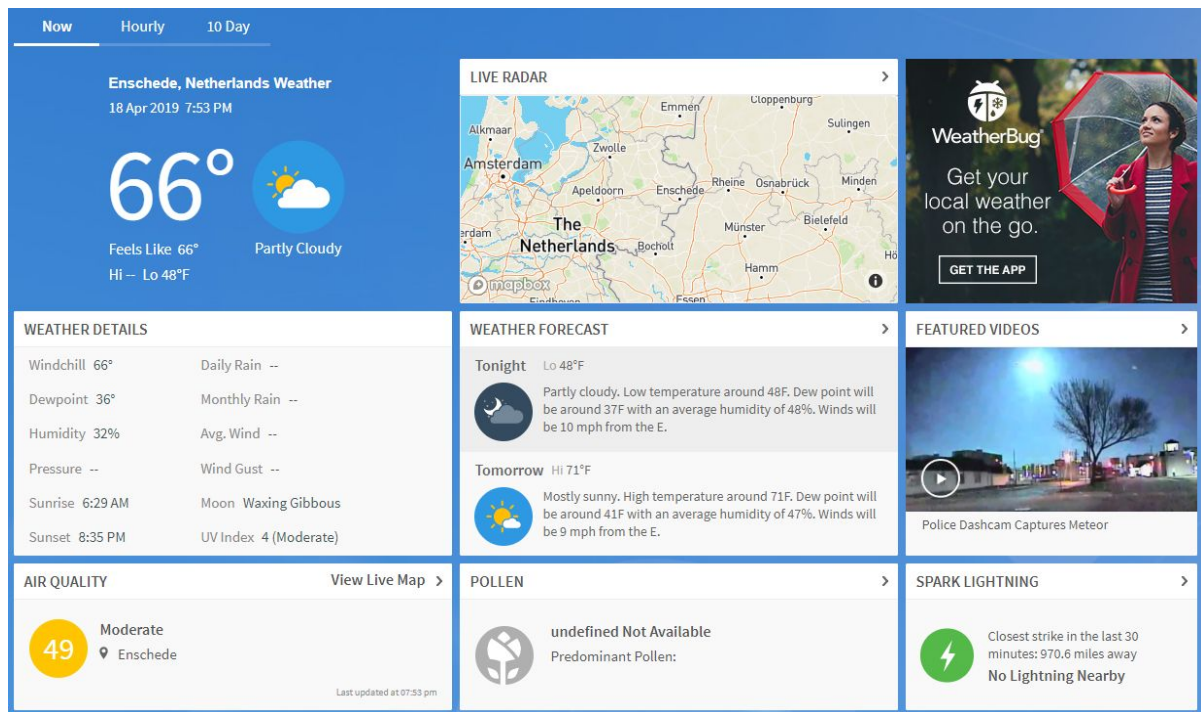 Now Hourly 10 Day
Enschede, Netherlands Weather
18 Apr 2019 7:53 PM
66°
Feels Like 66°
Hi -- Lo 48°F
Partly Cloudy
LIVE RADAR
Emmen
Cloppenburg
Alkmaar
Sulingen
Zwolle
Amsterdam
Apeldoorn
Enschede
Rheine
Osnabrück
Minden
The
Netherlands
erdam
Münster
Bielefeld
Bocholt
Hö
Hamm
mapbox
Eindhoven
Essen
WeatherBug
Get your
local weather
on the go.
GET THE APP
WEATHER DETAILS
Windchill 66° Daily Rain --
Dewpoint 36° Monthly Rain --
Humidity 32% Avg. Wind --
Pressure -- Wind Gust --
Sunrise 6:29 AM Moon Waxing Gibbous
Sunset 8:35 PM UV Index 4 (Moderate)
WEATHER FORECAST
Tonight Lo 48°F
Partly cloudy. Low temperature around 48F. Dew point will
be around 37F with an average humidity of 48%. Winds will
be 10 mph from the E.
Tomorrow Hi 71°F
Mostly sunny. High temperature around 71F. Dew point will
be around 41F with an average humidity of 47%. Winds will
be 9 mph from the E.
FEATURED VIDEOS
Police Dashcam Captures Meteor
AIR QUALITY View Live Map
49
Moderate
Enschede
Last updated at 07:53 pm
POLLEN
undefined Not Available
Predominant Pollen:
SPARK LIGHTNING
Closest strike in the last 30
minutes: 970.6 miles away
No Lightning Nearby